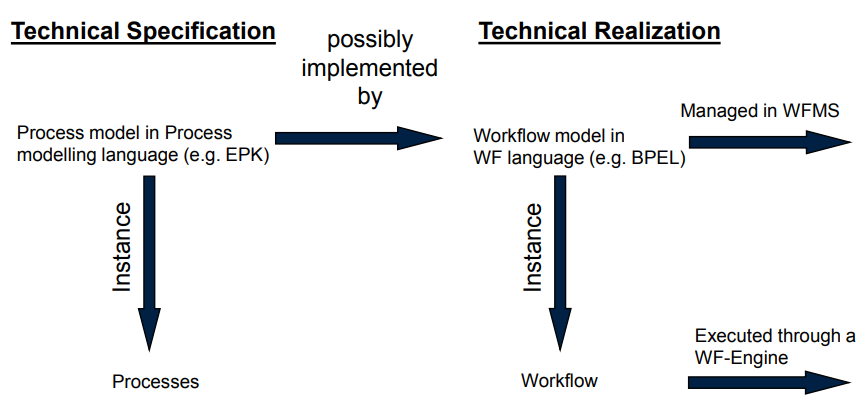 Technical Specification
possibly
implemented
by
Technical Realization
Process model in Process
modelling language (e.g. EPK)
Workflow model in
WF language (e.g. BPEL)
Managed in WFMS
Instance
Instance
Processes
Workflow
Executed through a
WF-Engine